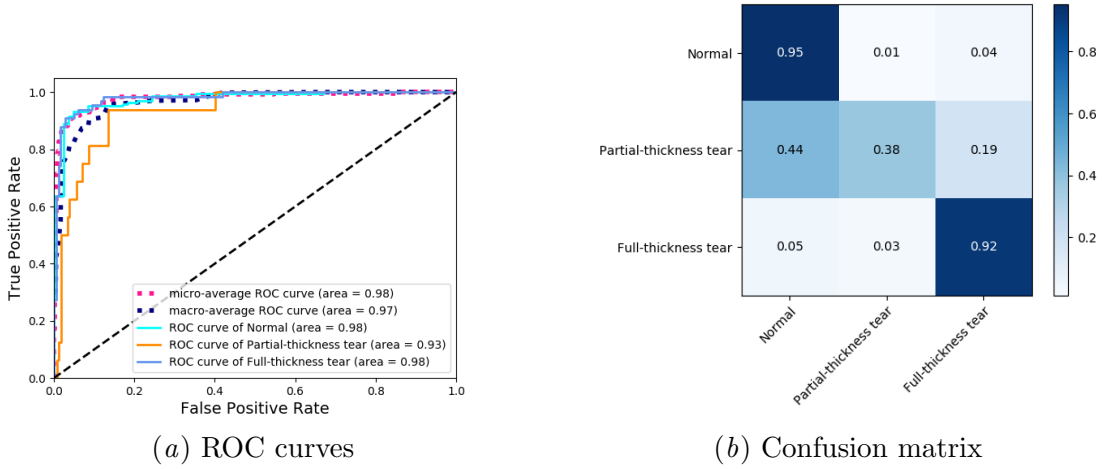 1.0
0.8
0.6
0.4
0.2
0.0
True Positive Rate
micro-average ROC curve (area = 0.98)
macro-average ROC curve (area = 0.97)
ROC curve of Normal (area = 0.98)
ROC curve of Partial-thickness tear (area = 0.93)
ROC curve of Full-thickness tear (area = 0.98)
0.0 0.2 0.4 0.6 0.8 1.0
False Positive Rate
(a) ROC curves
Normal 0.95 0.01 0.04
Partial-thickness tear 0.44 0.38 0.19
Full-thickness tear 0.05 0.03 0.92
Normal
Partial-thickness tear
Full-thickness tear
0.8
0.6
0.4
0.2
(b) Confusion matrix